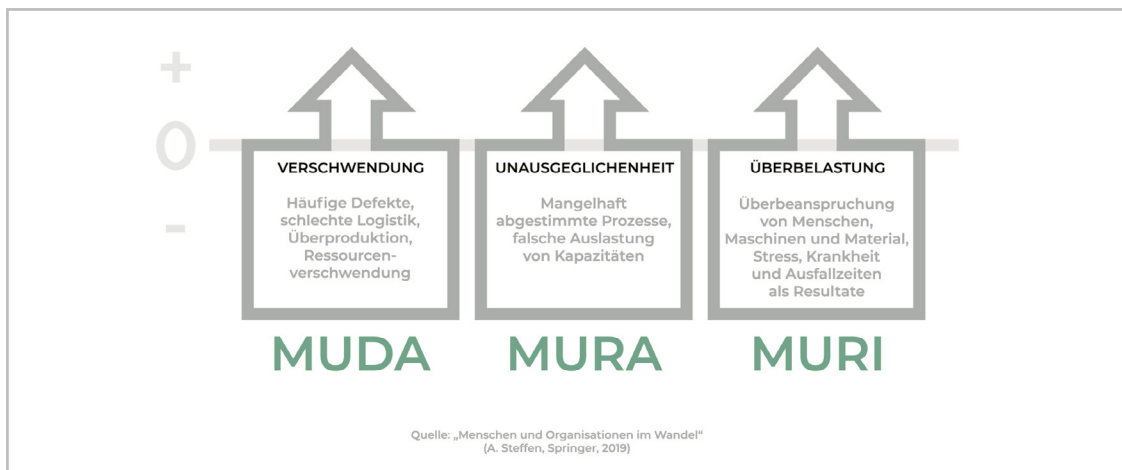 +
0
-
VERSCHWENDUNG
Häufige Defekte,
schlechte Logistik,
Überproduktion,
Ressourcen-
verschwendung
MUDA
UNAUSGEGLICHENHEIT
Mangelhaft
abgestimmte Prozesse,
falsche Auslastung
von Kapazitäten
MURA
ÜBERBELASTUNG
Überbeanspruchung
von Menschen,
Maschinen und Material,
Stress, Krankheit
und Ausfallzeiten
als Resultate
MURI
Quelle: „Menschen und Organisationen im Wandel“
(A. Steffen, Springer, 2019)